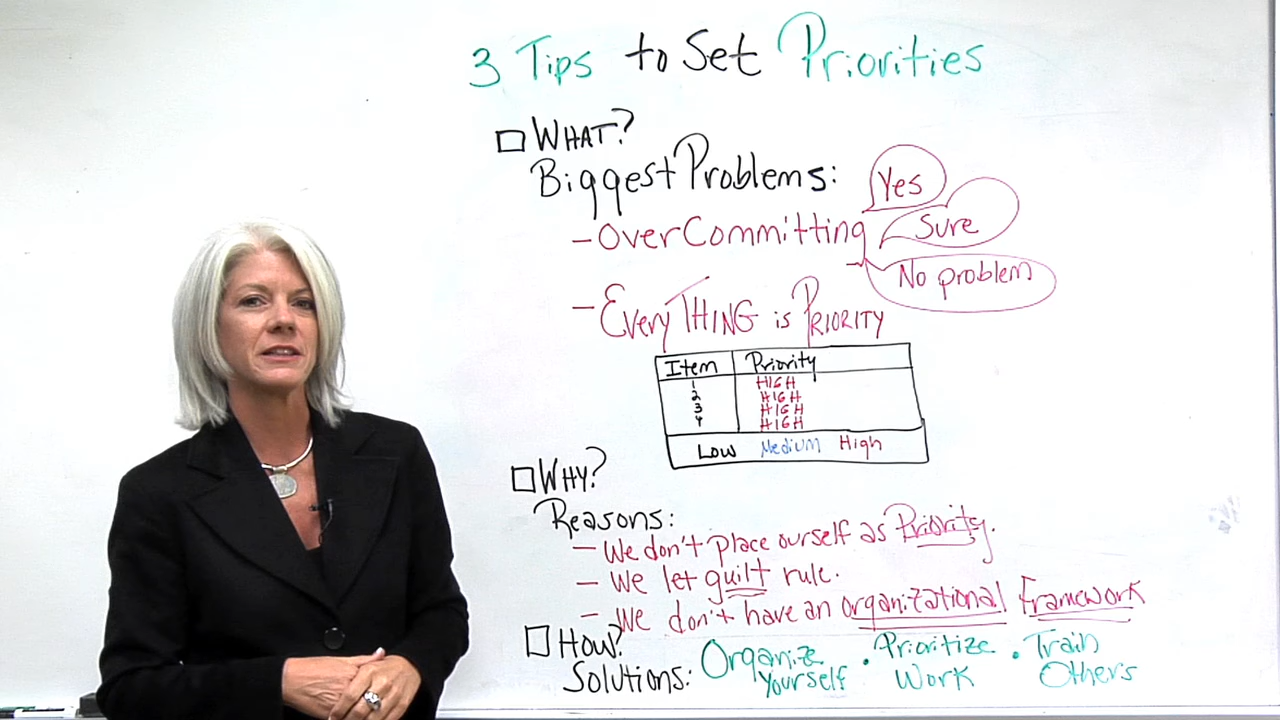 3 Tips to Set Priorities
WHAT?
Biggest Problems:
Yes
- OverCommitting
Sure
No problem
- EveryTHING is PRIORITY
Item Priority
1 HIGH
2 HIGH
3 HIGH
4 HIGH
Low Medium High
WHY?
Reasons:
- We don't place ourself as Priority.
- We let guilt rule.
- We don't have an organizational Framework
HOW?
Solutions: Organize Yourself • Prioritize Work • Train Others